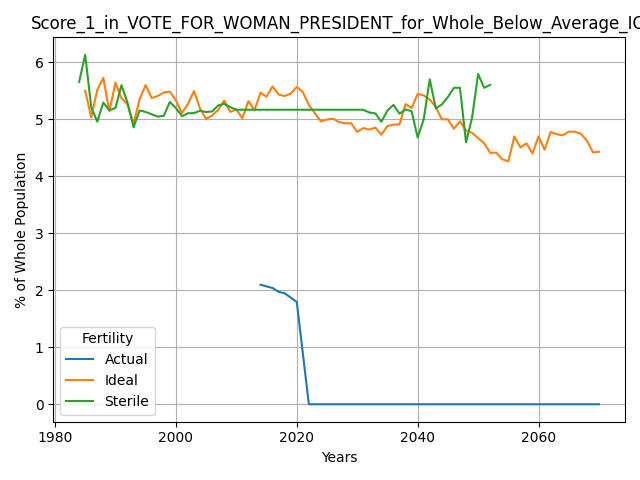 Score_1_in_VOTE_FOR_WOMAN_PRESIDENT_for_Whole_Below_Average_IQ
% of Whole Population
6
5
4
3
2
1
0
Fertility
Actual
Ideal
Sterile
1980
2000
2020
2040
2060
Years